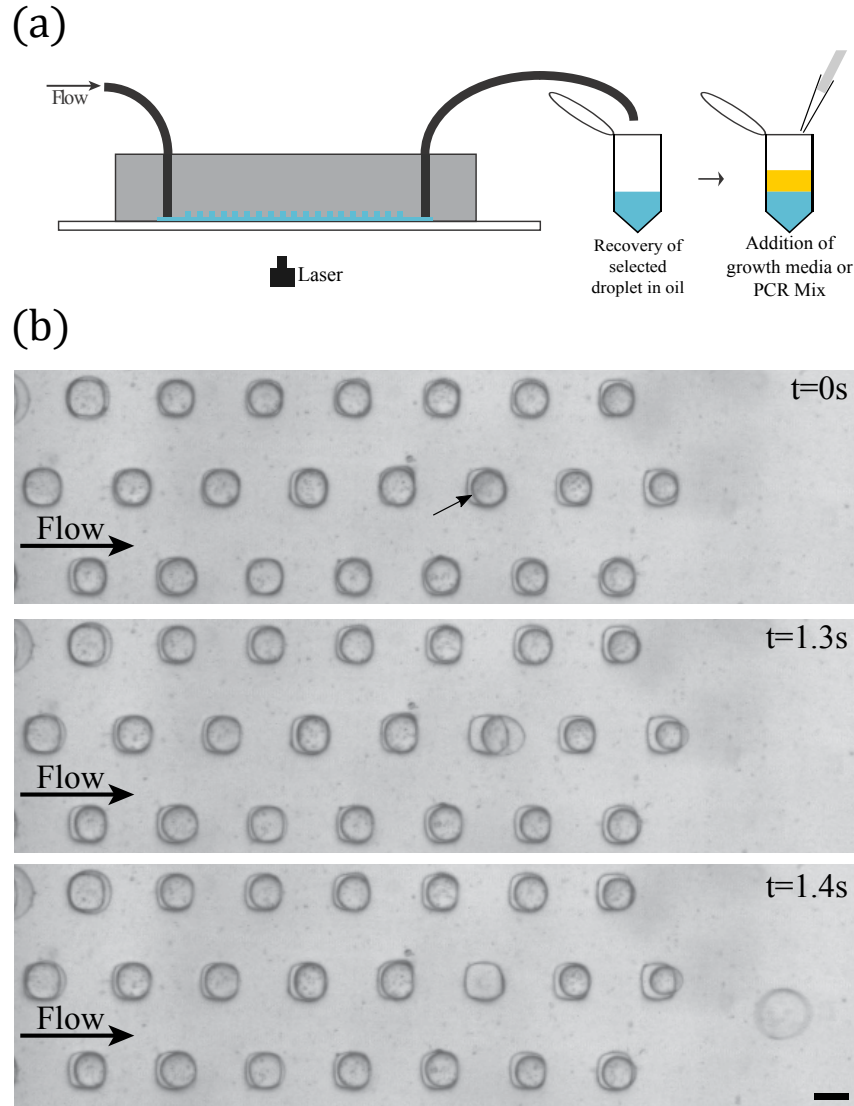 (a)
Flow
Laser
Recovery of
selected
droplet in oil
Addition of
growth media or
PCR Mix
(b)
t=0s
Flow
t=1.3s
Flow
t=1.4s
Flow